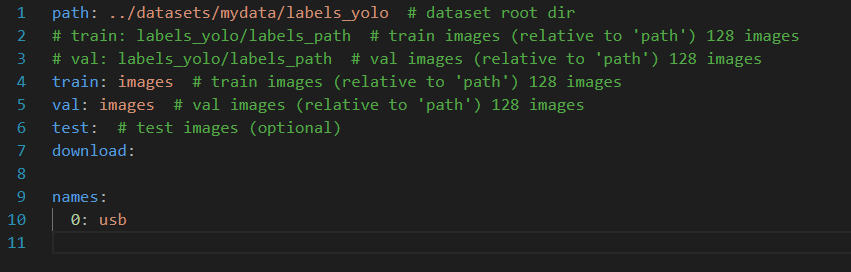 1 path: ../datasets/mydata/labels_yolo  # dataset root dir
2 # train: labels_yolo/labels_path  # train images (relative to 'path') 128 images
3 # val: labels_yolo/labels_path  # val images (relative to 'path') 128 images
4 train: images  # train images (relative to 'path') 128 images
5 val: images  # val images (relative to 'path') 128 images
6 test:  # test images (optional)
7 download:
8
9 names:
10   0: usb
11